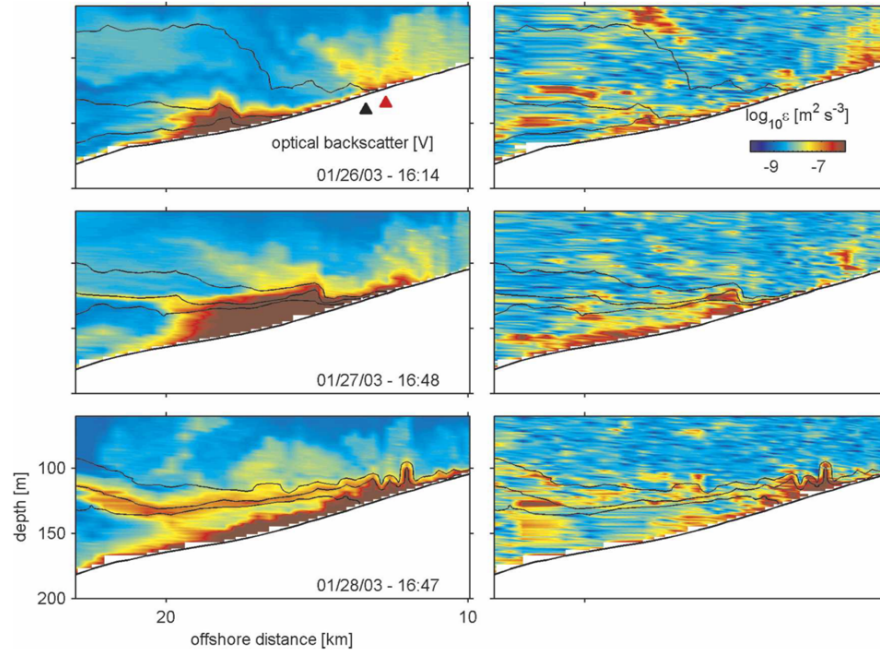 optical backscatter [V]
01/26/03 - 16:14
log₁₀ε [m² s⁻³]
-9 -7
01/27/03 - 16:48
100
150
200
depth [m]
01/28/03 - 16:47
20 10
offshore distance [km]